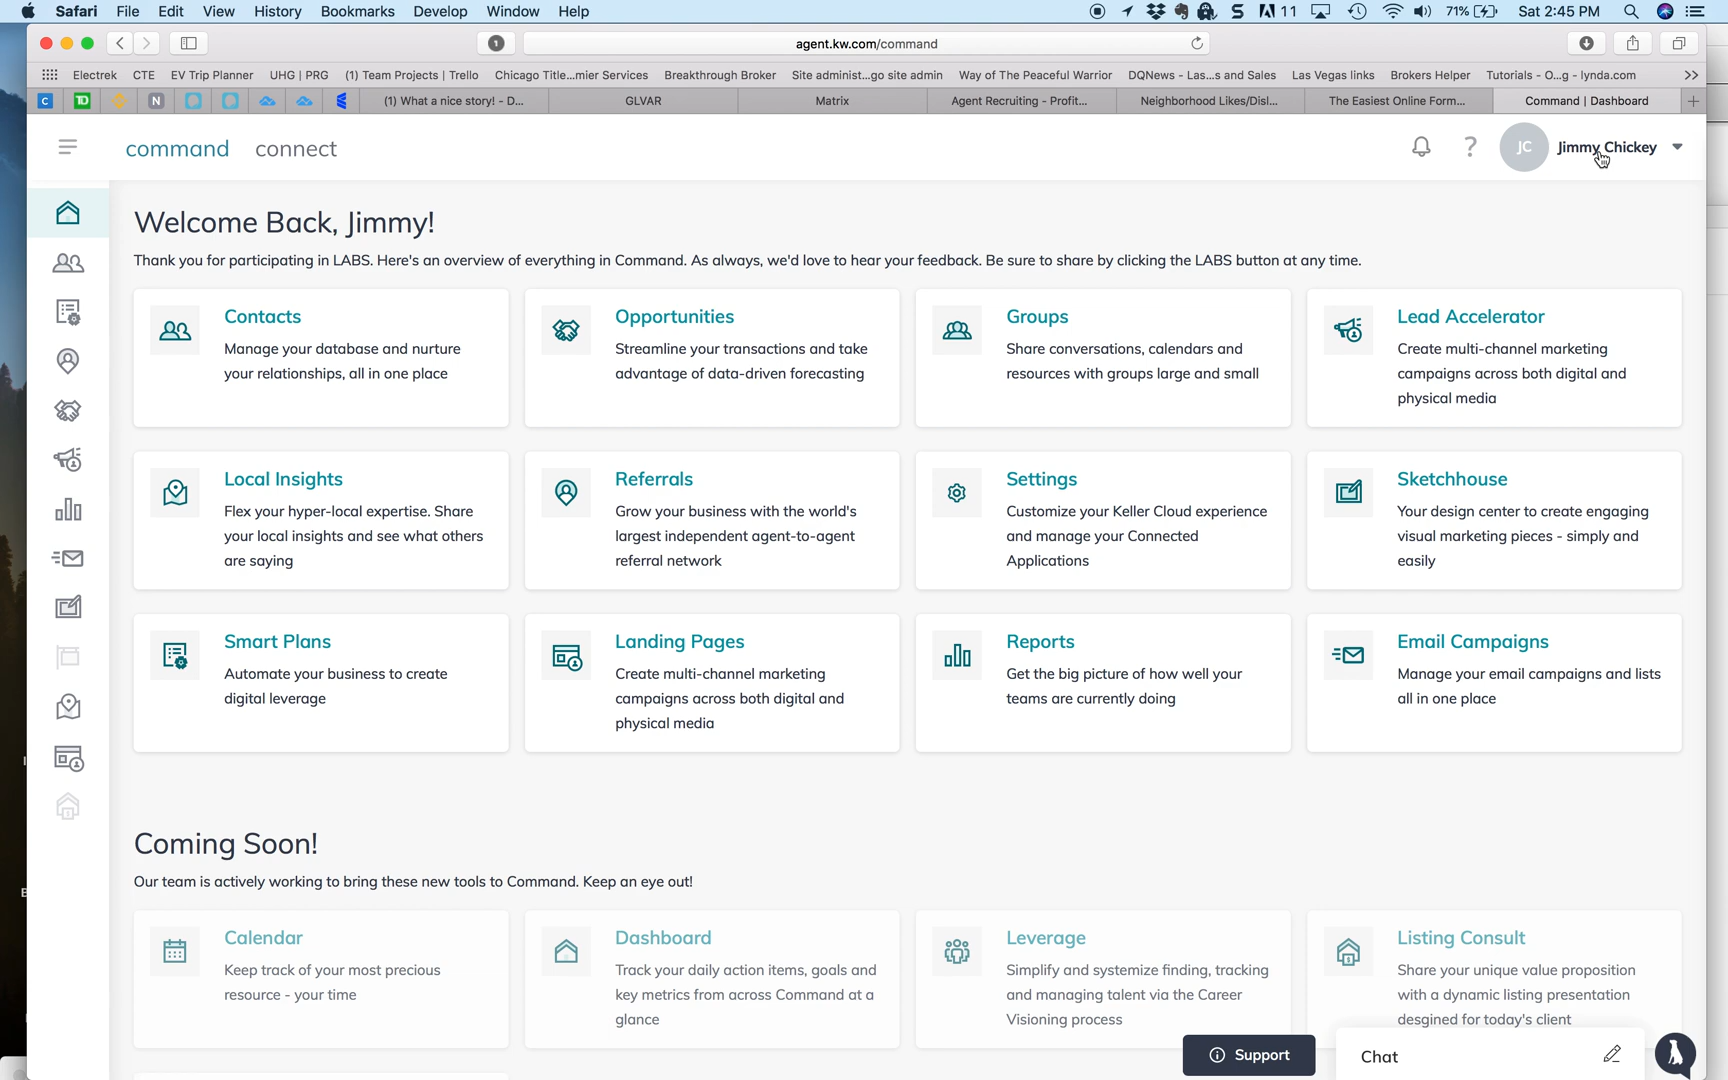 Safari File Edit View History Bookmarks Develop Window Help 11 71% Sat 2:45 PM
1 agent.kw.com/command
Electrek CTE EV Trip Planner UHG | PRG (1) Team Projects | Trello Chicago Title...mier Services Breakthrough Broker Site administ...go site admin Way of The Peaceful Warrior DQNews - Las...s and Sales Las Vegas links Brokers Helper Tutorials - O...g - lynda.com >>
C TD N (1) What a nice story! - D... GLVAR Matrix Agent Recruiting - Profit... Neighborhood Likes/Disl... The Easiest Online Form... Command | Dashboard +
command connect ? JC Jimmy Chickey
Welcome Back, Jimmy!
Thank you for participating in LABS. Here's an overview of everything in Command. As always, we'd love to hear your feedback. Be sure to share by clicking the LABS button at any time.
Contacts
Manage your database and nurture
your relationships, all in one place
Opportunities
Streamline your transactions and take
advantage of data-driven forecasting
Groups
Share conversations, calendars and
resources with groups large and small
Lead Accelerator
Create multi-channel marketing
campaigns across both digital and
physical media
Local Insights
Flex your hyper-local expertise. Share
your local insights and see what others
are saying
Referrals
Grow your business with the world's
largest independent agent-to-agent
referral network
Settings
Customize your Keller Cloud experience
and manage your Connected
Applications
Sketchhouse
Your design center to create engaging
visual marketing pieces - simply and
easily
Smart Plans
Automate your business to create
digital leverage
Landing Pages
Create multi-channel marketing
campaigns across both digital and
physical media
Reports
Get the big picture of how well your
teams are currently doing
Email Campaigns
Manage your email campaigns and lists
all in one place
Coming Soon!
Our team is actively working to bring these new tools to Command. Keep an eye out!
Calendar
Keep track of your most precious
resource - your time
Dashboard
Track your daily action items, goals and
key metrics from across Command at a
glance
Leverage
Simplify and systemize finding, tracking
and managing talent via the Career
Visioning process
Listing Consult
Share your unique value proposition
with a dynamic listing presentation
desgined for today's client
Support
Chat